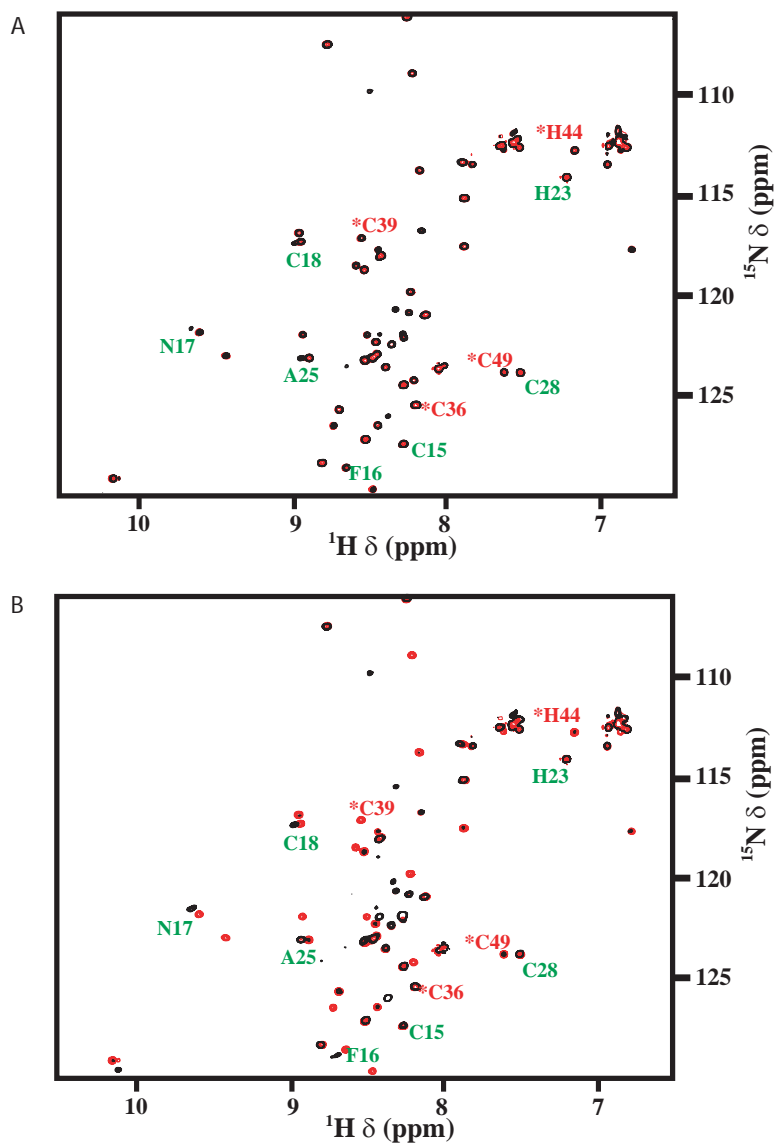 A
110
*H44
115
H23
*C39
C18
¹⁵N δ (ppm)
120
N17
A25
*C49
C28
*C36
125
C15
F16
10
9
8
7
¹H δ (ppm)
B
110
*H44
115
H23
*C39
C18
¹⁵N δ (ppm)
120
N17
A25
*C49
C28
*C36
125
C15
F16
10
9
8
7
¹H δ (ppm)